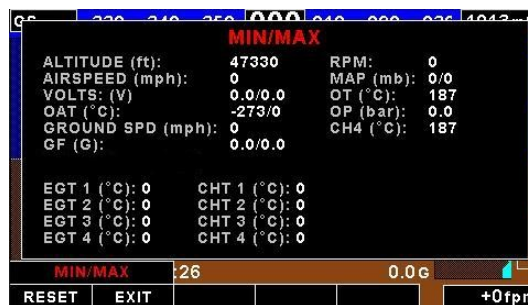 MIN/MAX
ALTITUDE (ft): 47330 RPM: 0
AIRSPEED (mph): 0 MAP (mb): 0/0
VOLTS: (V) 0.0/0.0 OT (°C): 187
OAT (°C): -273/0 OP (bar): 0.0
GROUND SPD (mph): 0 CH4 (°C): 187
GF (G): 0.0/0.0
EGT 1 (°C): 0 CHT 1 (°C): 0
EGT 2 (°C): 0 CHT 2 (°C): 0
EGT 3 (°C): 0 CHT 3 (°C): 0
EGT 4 (°C): 0 CHT 4 (°C): 0
MIN/MAX :26 0.0G
RESET EXIT +0fpm